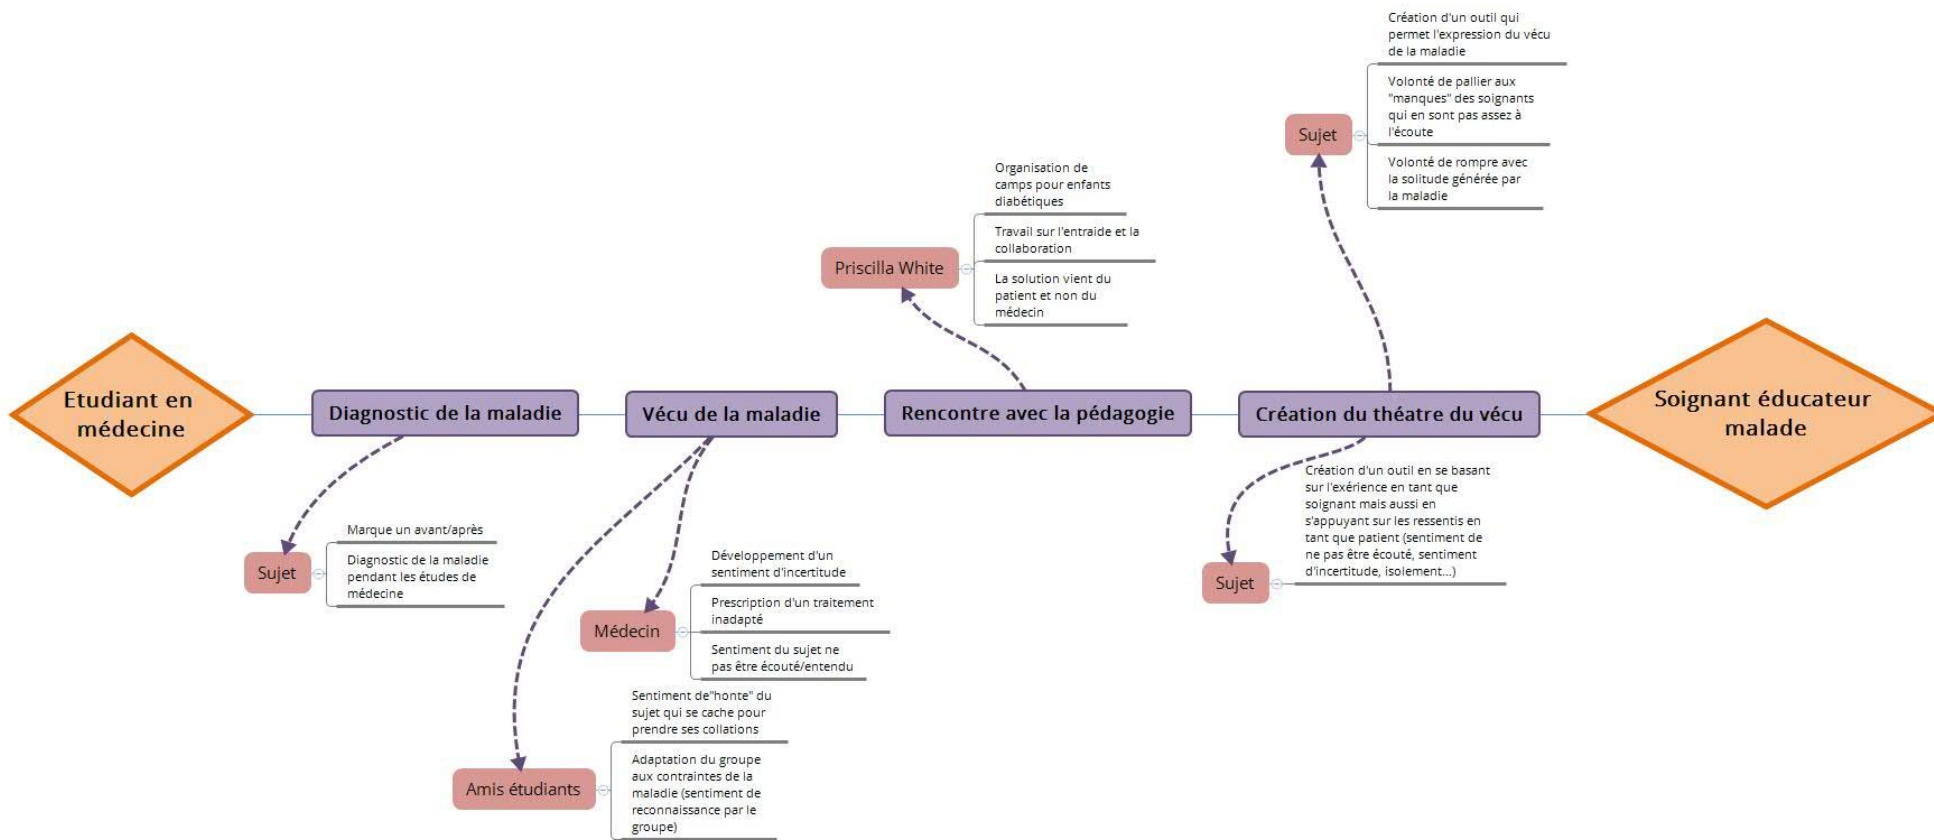 Etudiant en
médecine
Diagnostic de la maladie
Sujet
Marque un avant/après
Diagnostic de la maladie
pendant les études de
médecine
Vécu de la maladie
Médecin
Développement d'un
sentiment d'incertitude
Prescription d'un traitement
inadapté
Sentiment du sujet ne
pas être écouté/entendu
Amis étudiants
Sentiment de"honte" du
sujet qui se cache pour
prendre ses collations
Adaptation du groupe
aux contraintes de la
maladie (sentiment de
reconnaissance par le
groupe)
Rencontre avec la pédagogie
Priscilla White
Organisation de
camps pour enfants
diabétiques
Travail sur l'entraide et la
collaboration
La solution vient du
patient et non du
médecin
Création du théatre du vécu
Sujet
Création d'un outil qui
permet l'expression du vécu
de la maladie
Volonté de pallier aux
"manques" des soignants
qui en sont pas assez à
l'écoute
Volonté de rompre avec
la solitude générée par
la maladie
Sujet
Création d'un outil en se basant
sur l'exérience en tant que
soignant mais aussi en
s'appuyant sur les ressentis en
tant que patient (sentiment de
ne pas être écouté, sentiment
d'incertitude, isolement...)
Soignant éducateur
malade